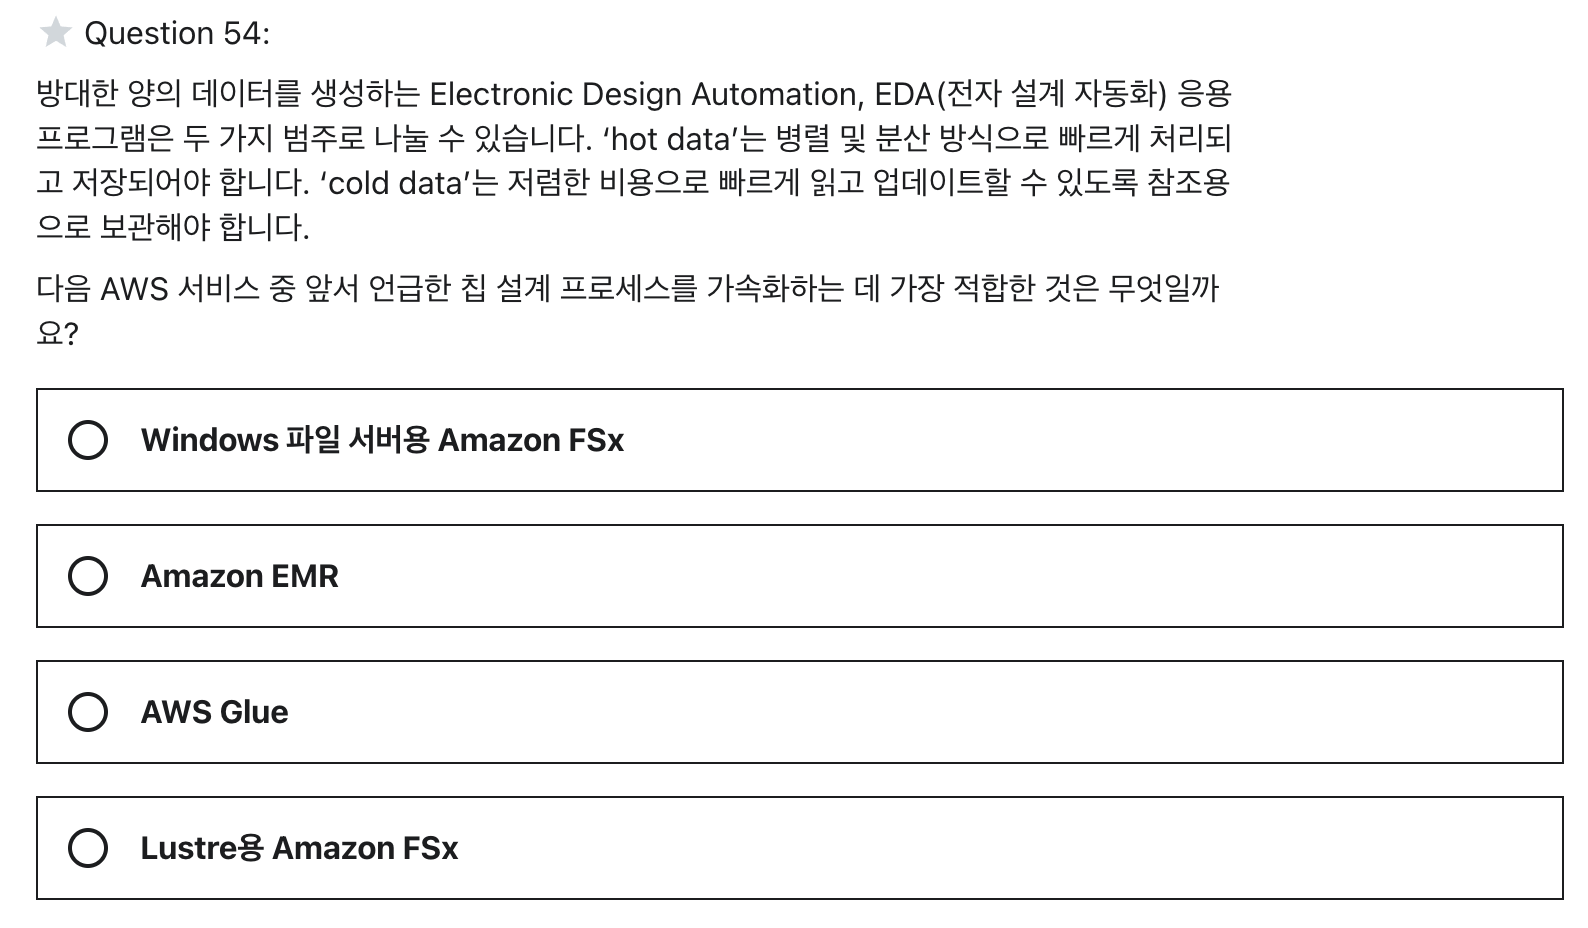 Question 54:
방대한 양의 데이터를 생성하는 Electronic Design Automation, EDA(전자 설계 자동화) 응용
프로그램은 두 가지 범주로 나눌 수 있습니다. ‘hot data’는 병렬 및 분산 방식으로 빠르게 처리되
고 저장되어야 합니다. ‘cold data’는 저렴한 비용으로 빠르게 읽고 업데이트할 수 있도록 참조용
으로 보관해야 합니다.
다음 AWS 서비스 중 앞서 언급한 칩 설계 프로세스를 가속화하는 데 가장 적합한 것은 무엇일까
요?
Windows 파일 서버용 Amazon FSx
Amazon EMR
AWS Glue
Lustre용 Amazon FSx